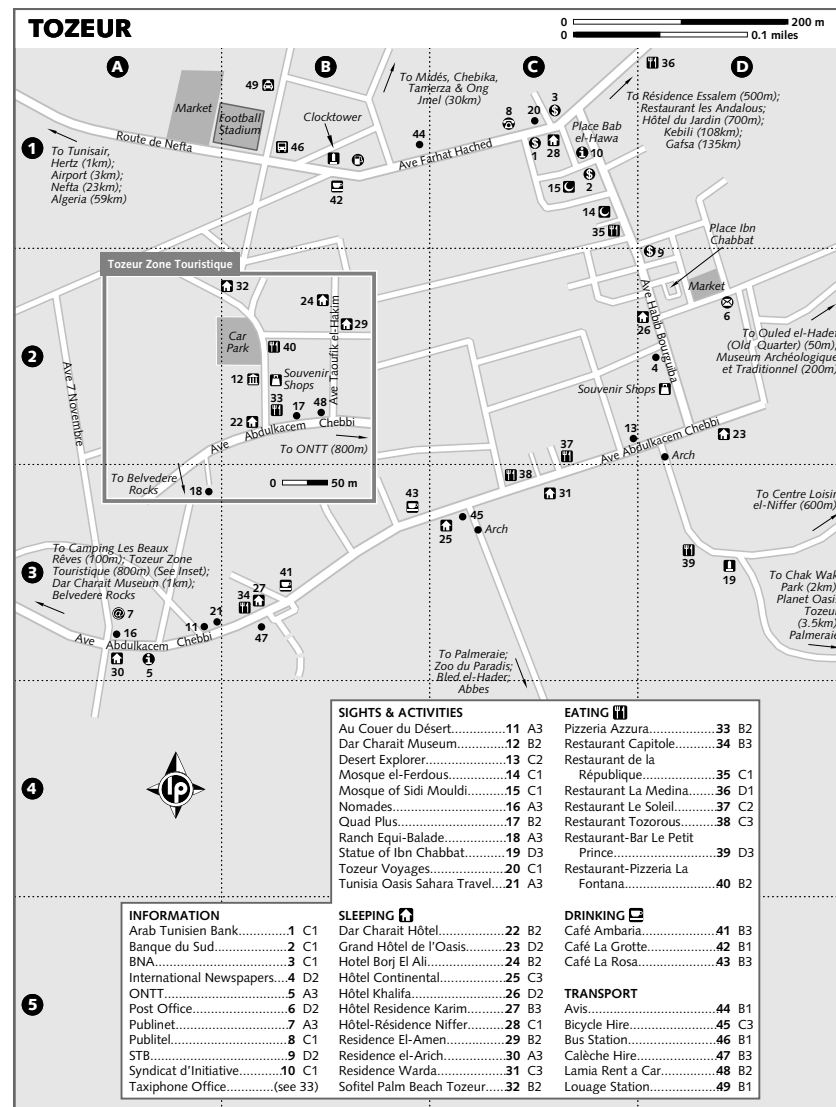 TOZEUR
0 200 m
0 0.1 miles
A
B
C
D
1
2
3
4
5
49
Market
Football
Stadium
Clocktower
To Midés, Chebika,
Tamerza & Ong
Jmel (30km)
36
8
20
3
To Résidence Essalem (500m);
Restaurant les Andalous;
Hôtel du Jardin (700m);
Kebili (108km);
Gafsa (135km)
Place Bab
el-Hawa
Route de Nefta
46
44
Ave Farhat Hached
1
28
10
2
To Tunisair,
Hertz (1km);
Airport (3km);
Nefta (23km);
Algeria (59km)
42
15
14
35
Place Ibn
Chabbat
9
Tozeur Zone Touristique
32
24
29
Market
6
Car
Park
40
Ave Taoufik el-Hakim
26
Ave Habib Bourguiba
To Ouled el-Hadef
(Old Quarter) (50m);
Museum Archéologique
et Traditionnel (200m)
4
Ave 7 Novembre
12
Souvenir
Shops
33
17
48
22
Ave Abdulkacem Chebbi
To ONTT (800m)
Souvenir Shops
13
23
Ave Abdulkacem Chebbi
37
Arch
To Belvedere
Rocks
18
0 50 m
38
31
43
45
25
Arch
To Centre Loisir
el-Niffer (600m)
39
19
To Camping Les Beaux
Rêves (100m); Tozeur Zone
Touristique (800m) (See Inset);
Dar Charait Museum (1km);
Belvedere Rocks
41
27
34
7
21
11
16
47
Ave Abdulkacem Chebbi
30
5
To Chak Wak
Park (2km)
Planet Oasis
Tozeur
(3.5km)
Palmeraie
To Palmeraie;
Zoo du Paradis;
Bled el-Hader;
Abbes
lp
SIGHTS & ACTIVITIES
Au Couer du Désert..............11 A3
Dar Charait Museum.............12 B2
Desert Explorer.....................13 C2
Mosque el-Ferdous...............14 C1
Mosque of Sidi Mouldi..........15 C1
Nomades..............................16 A3
Quad Plus.............................17 B2
Ranch Equi-Balade................18 A3
Statue of Ibn Chabbat...........19 D3
Tozeur Voyages.....................20 C1
Tunisia Oasis Sahara Travel....21 A3
EATING
Pizzeria Azzura......................33 B2
Restaurant Capitole...............34 B3
Restaurant de la
République.......................35 C1
Restaurant La Medina...........36 D1
Restaurant Le Soleil...............37 C2
Restaurant Tozorous..............38 C3
Restaurant-Bar Le Petit
Prince...............................39 D3
Restaurant-Pizzeria La
Fontana............................40 B2
INFORMATION
Arab Tunisien Bank..............1 C1
Banque du Sud....................2 C1
BNA.....................................3 C1
International Newspapers....4 D2
ONTT..................................5 A3
Post Office...........................6 D2
Publinet...............................7 A3
Publitel................................8 C1
STB......................................9 D2
Syndicat d'Initiative............10 C1
Taxiphone Office............(see 33)
SLEEPING
Dar Charait Hôtel..................22 B2
Grand Hôtel de l'Oasis...........23 D2
Hotel Borj El Ali.....................24 B2
Hôtel Continental..................25 C3
Hôtel Khalifa.........................26 D2
Hôtel Residence Karim...........27 B3
Hôtel-Résidence Niffer...........28 C1
Residence El-Amen................29 B2
Residence el-Arich.................30 A3
Residence Warda...................31 C3
Sofitel Palm Beach Tozeur.....32 B2
DRINKING
Café Ambaria........................41 B3
Café La Grotte.......................42 B1
Café La Rosa.........................43 B3
TRANSPORT
Avis......................................44 B1
Bicycle Hire...........................45 C3
Bus Station............................46 B1
Calèche Hire..........................47 B3
Lamia Rent a Car...................48 B2
Louage Station......................49 B1